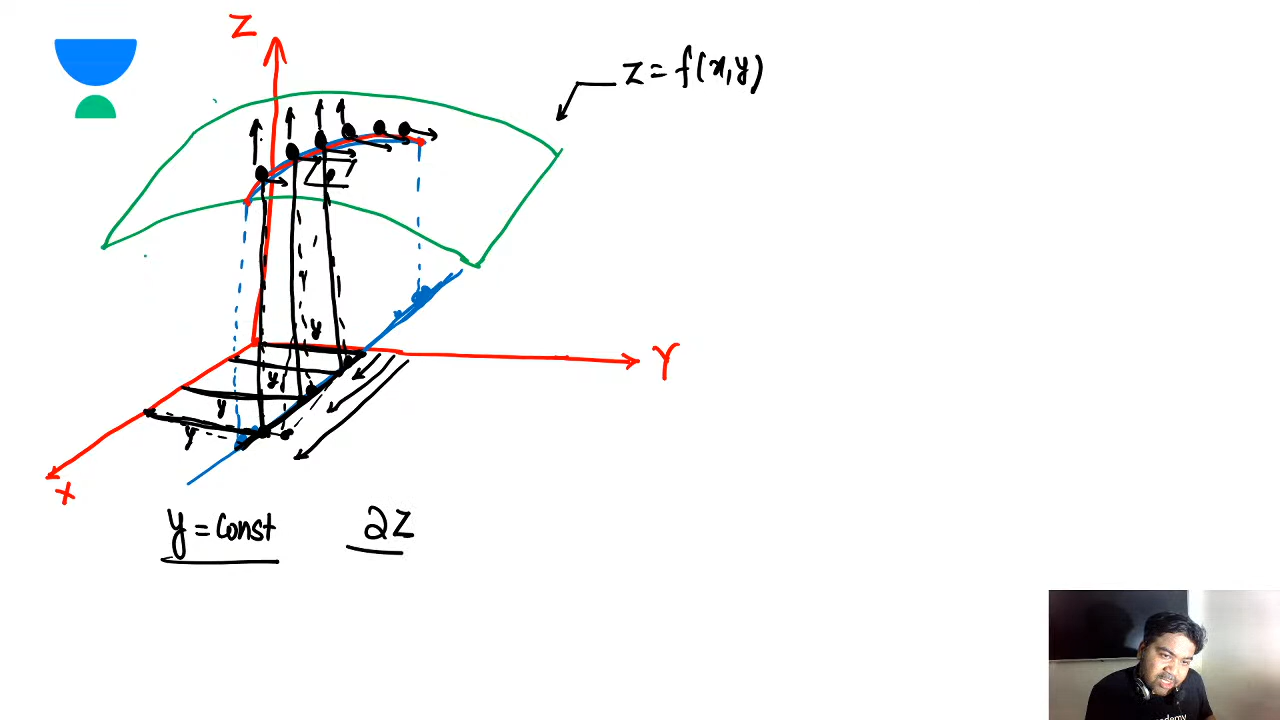 Z
Z = f(x,y)
y
Y
y
y
y
X
y = Const
∂Z